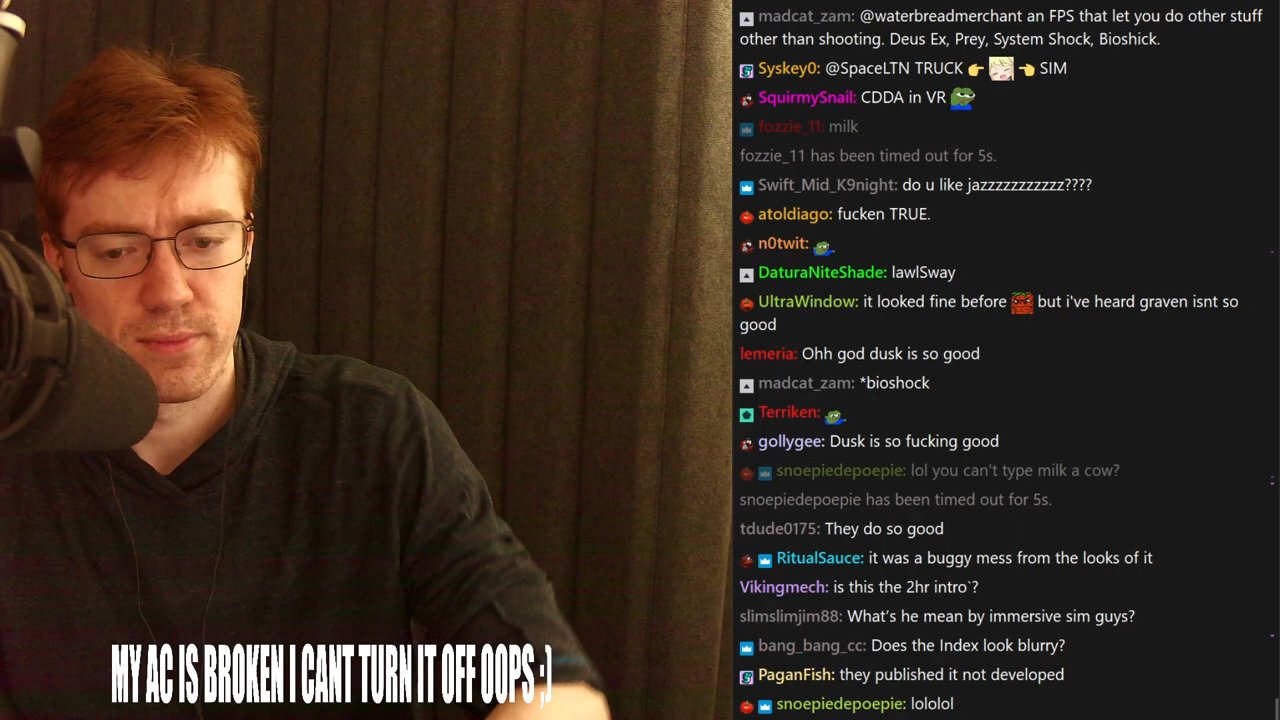 madcat_zam: @waterbreadmerchant an FPS that let you do other stuff
other than shooting. Deus Ex, Prey, System Shock, Bioshick.
Syskey0: @SpaceLTN TRUCK 👉 👈 SIM
SquirmySnail: CDDA in VR
fozzie_11: milk
fozzie_11 has been timed out for 5s.
Swift_Mid_K9night: do u like jazzzzzzzzzzz????
atoldiago: fucken TRUE.
n0twit:
DaturaNiteShade: lawlSway
UltraWindow: it looked fine before but i've heard graven isnt so
good
lemeria: Ohh god dusk is so good
madcat_zam: *bioshock
Terriken:
gollygee: Dusk is so fucking good
snoepiedepoepie: lol you can't type milk a cow?
snoepiedepoepie has been timed out for 5s.
tdude0175: They do so good
RitualSauce: it was a buggy mess from the looks of it
Vikingmech: is this the 2hr intro`?
slimslimjim88: What's he mean by immersive sim guys?
bang_bang_cc: Does the Index look blurry?
PaganFish: they published it not developed
snoepiedepoepie: lololol
MY AC IS BROKEN I CANT TURN IT OFF OOPS ;)